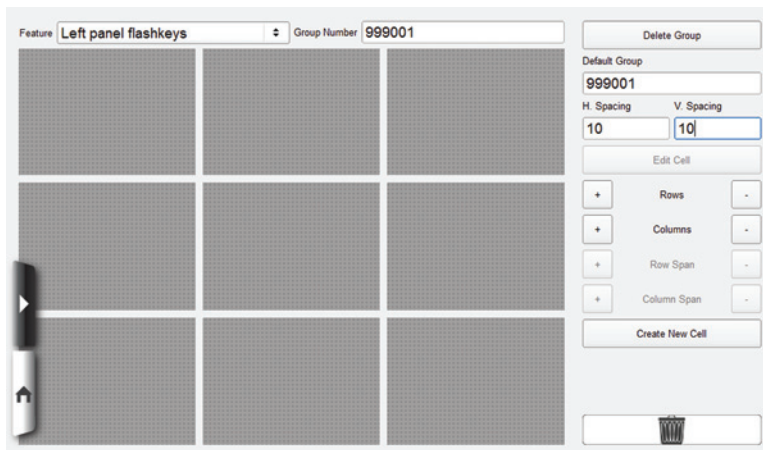 Feature Left panel flashkeys Group Number 999001
Delete Group
Default Group
999001
H. Spacing V. Spacing
10 10
Edit Cell
+ Rows -
+ Columns -
+ Row Span -
+ Column Span -
Create New Cell